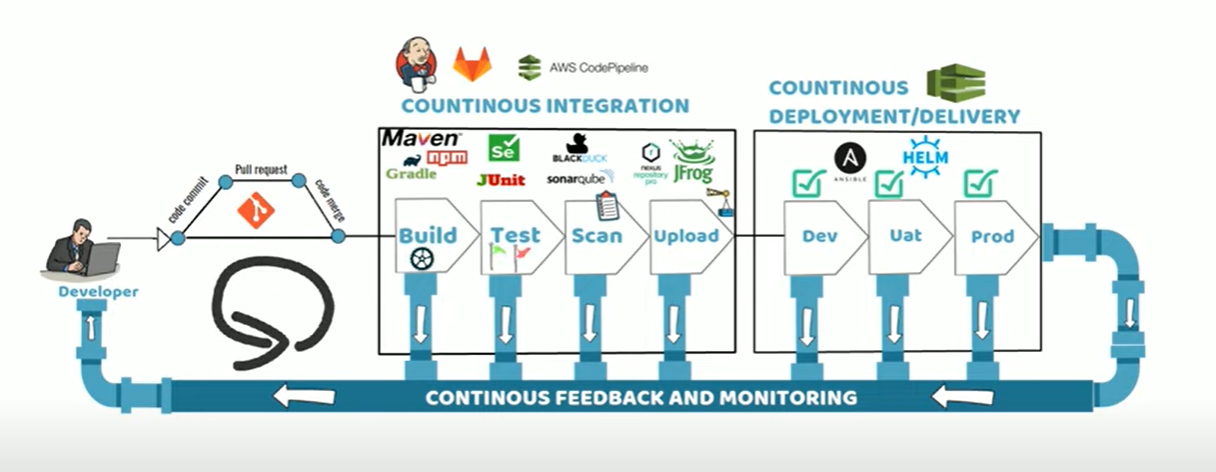 AWS CodePipeline
COUNTINOUS INTEGRATION
COUNTINOUS
DEPLOYMENT/DELIVERY
Maven™
npm
Gradle
Se
JUnit
BLACKDUCK
sonarqube
nexus
repository
pro
JFrog
A
ANSIBLE
HELM
code commit
Pull request
code merge
Developer
Build
Test
Scan
Upload
Dev
Uat
Prod
CONTINOUS FEEDBACK AND MONITORING